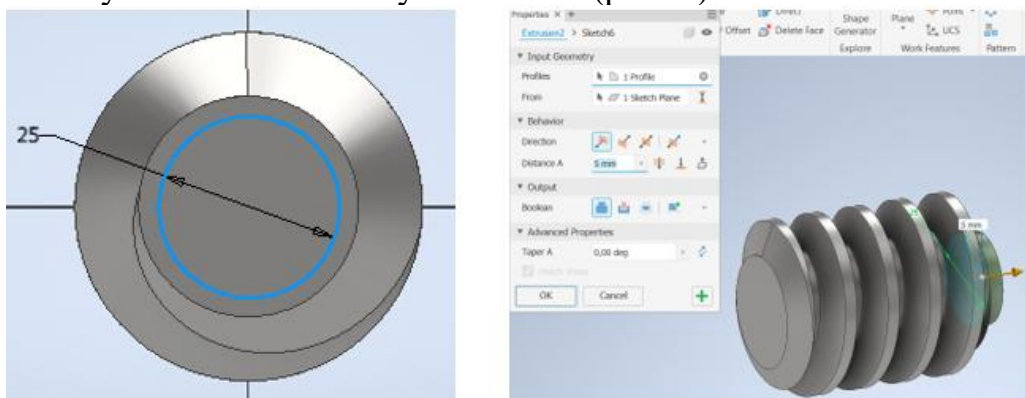 25
Properties × +
Extrusion2 > Sketch6
▼ Input Geometry
Profiles 1 Profile
From 1 Sketch Plane
▼ Behavior
Direction
Distance A 5 mm
▼ Output
Boolean
▼ Advanced Properties
Taper A 0,00 deg
OK Cancel
Direct
Offset Delete Face
Shape
Generator
Explore
Plane
UCS
Work Features
Pattern
5 mm